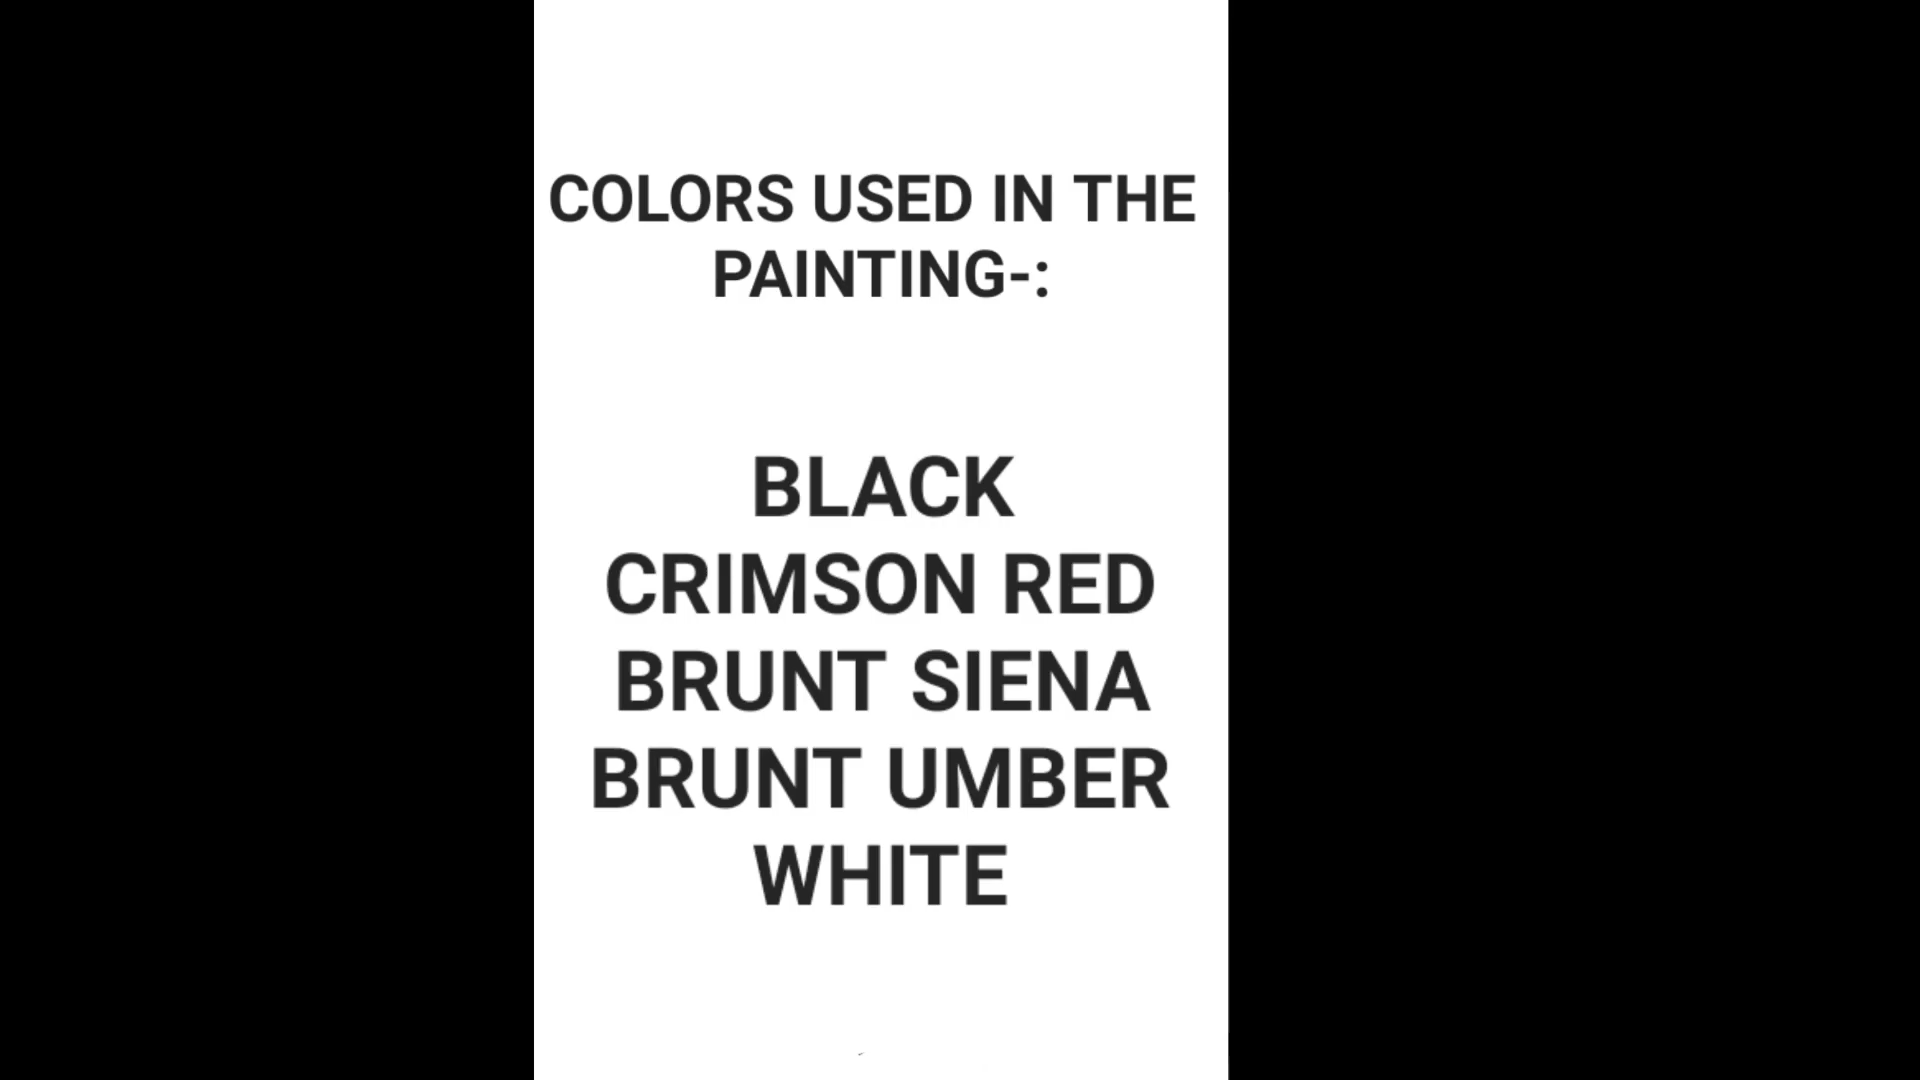 COLORS USED IN THE
PAINTING-:
BLACK
CRIMSON RED
BRUNT SIENA
BRUNT UMBER
WHITE